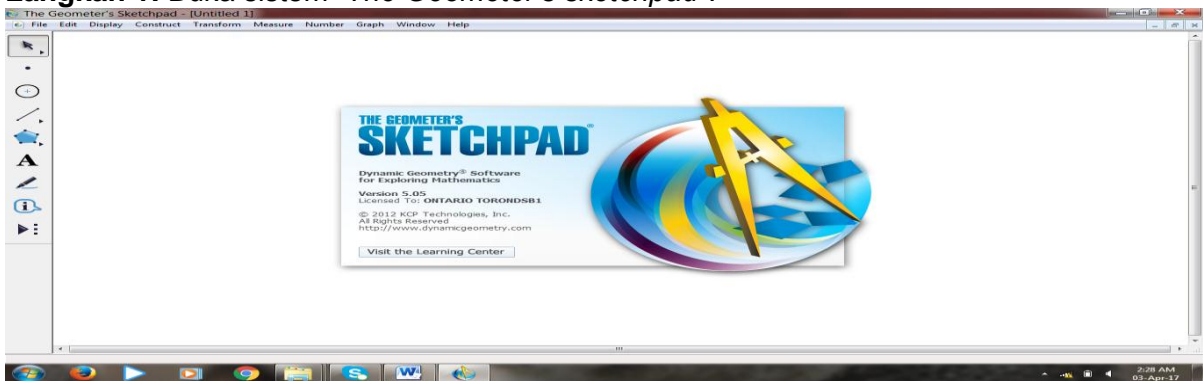 Langkah 1: Buka sistem "The Geometer's sketchpad".
The Geometer's Sketchpad - [Untitled 1]
File Edit Display Construct Transform Measure Number Graph Window Help
THE GEOMETER'S
SKETCHPAD®
Dynamic Geometry® Software
for Exploring Mathematics
Version 5.05
Licensed To: ONTARIO TORONDSB1
© 2012 KCP Technologies, Inc.
All Rights Reserved
http://www.dynamicgeometry.com
Visit the Learning Center
A
2:28 AM
03-Apr-17